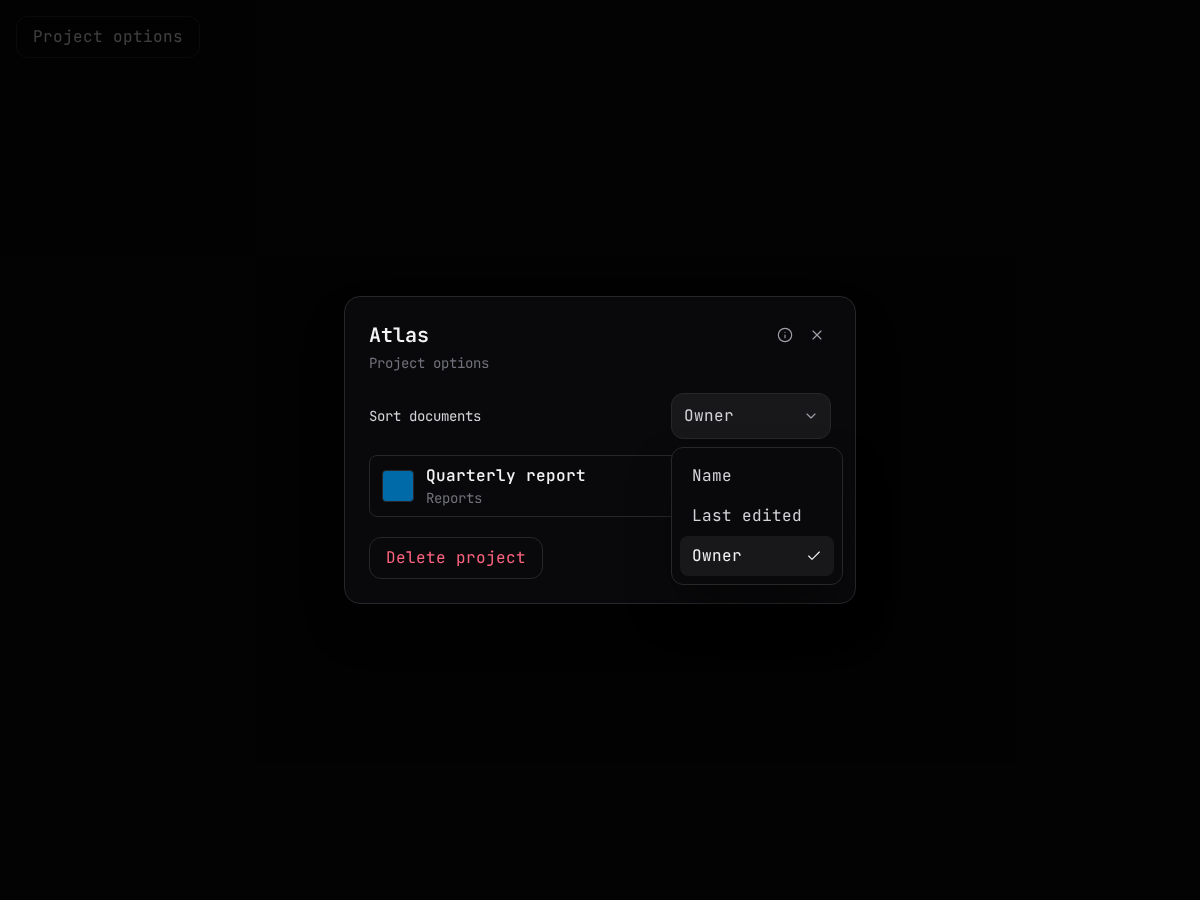 Project options
Atlas
Project options
Sort documents
Owner
Quarterly report
Reports
Name
Last edited
Owner
Delete project